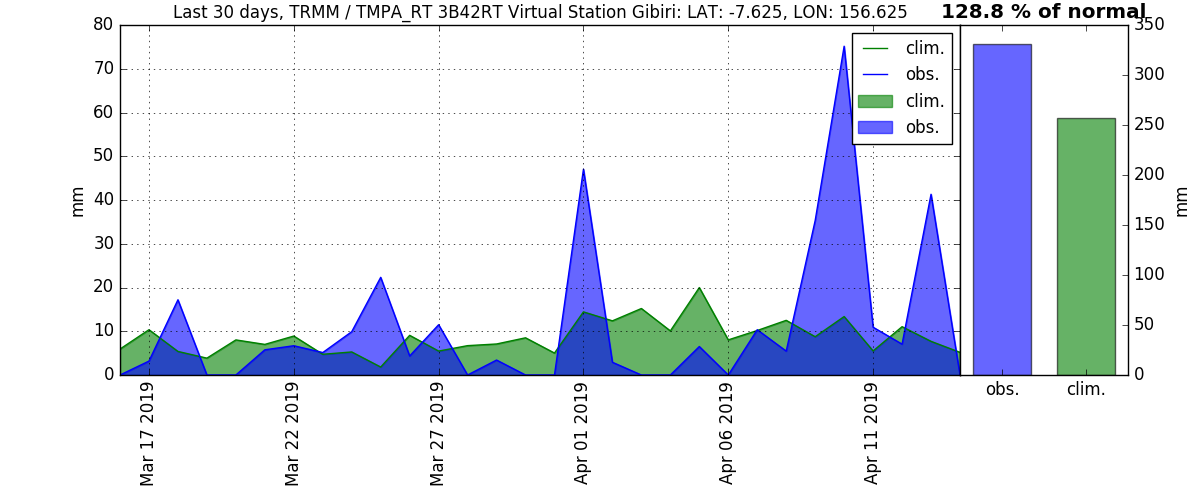 Last 30 days, TRMM / TMPA_RT 3B42RT Virtual Station Gibiri: LAT: -7.625, LON: 156.625
128.8 % of normal
80
70
60
50
40
30
20
10
0
mm
clim.
obs.
clim.
obs.
350
300
250
200
150
100
50
0
mm
Mar 17 2019
Mar 22 2019
Mar 27 2019
Apr 01 2019
Apr 06 2019
Apr 11 2019
obs.
clim.